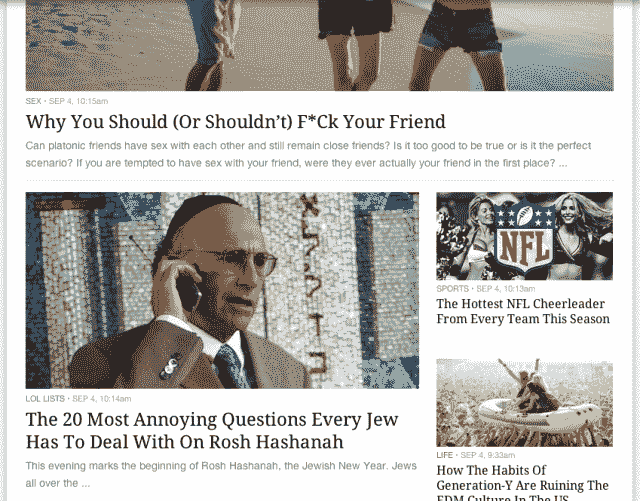 SEX • SEP 4, 10:15am
Why You Should (Or Shouldn't) F*Ck Your Friend
Can platonic friends have sex with each other and still remain close friends? Is it too good to be true or is it the perfect
scenario? If you are tempted to have sex with your friend, were they ever actually your friend in the first place? ...
LOL LISTS • SEP 4, 10:14am
The 20 Most Annoying Questions Every Jew
Has To Deal With On Rosh Hashanah
This evening marks the beginning of Rosh Hashanah, the Jewish New Year. Jews
all over the ...
NFL
SPORTS • SEP 4, 10:13am
The Hottest NFL Cheerleader
From Every Team This Season
LIFE • SEP 4, 9:33am
How The Habits Of
Generation-Y Are Ruining The
EDM Culture In The US